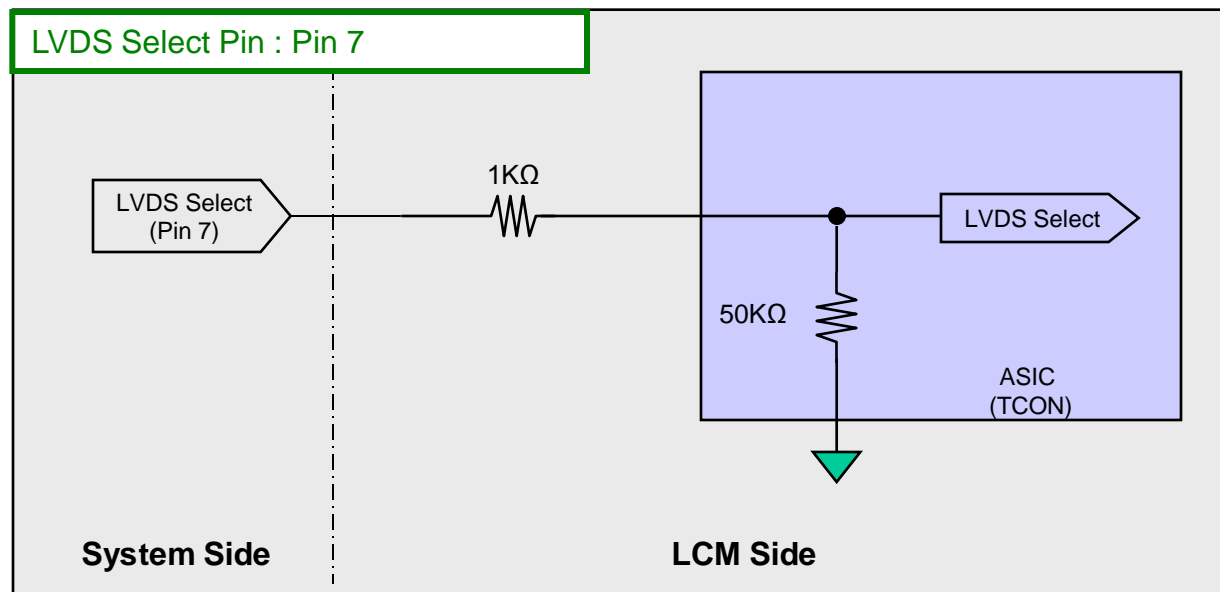 LVDS Select Pin : Pin 7
1KΩ
LVDS Select
(Pin 7)
LVDS Select
50KΩ
ASIC
(TCON)
System Side
LCM Side